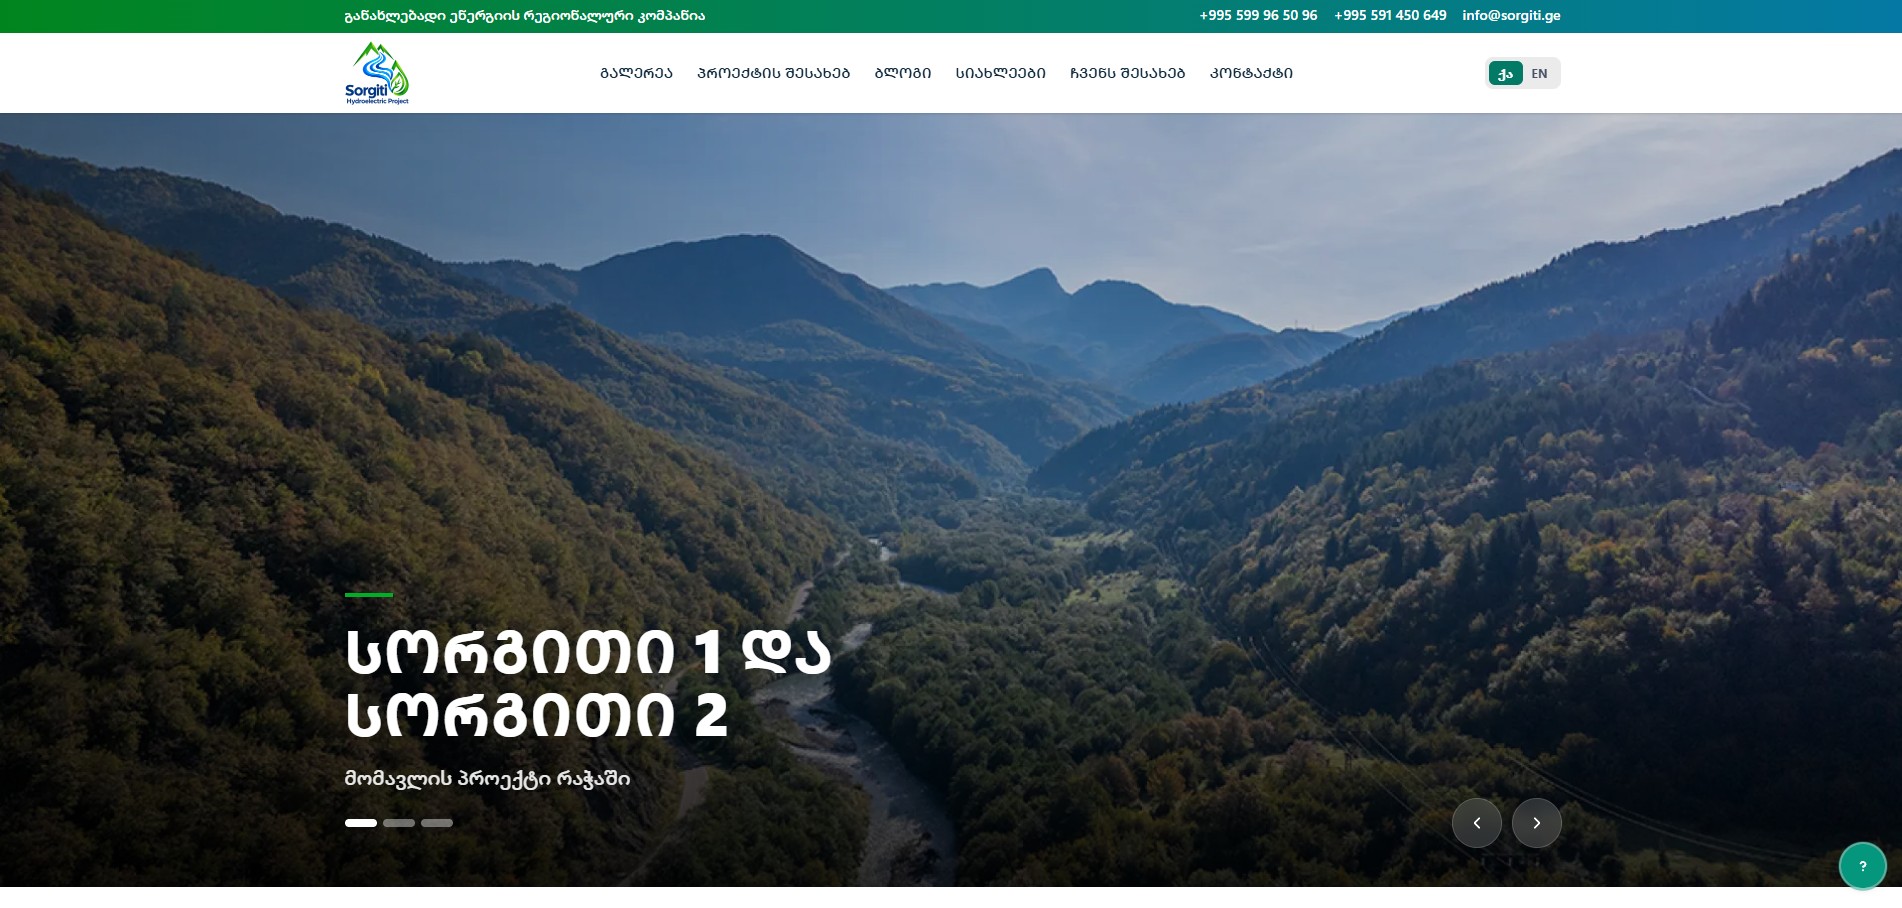 განახლებადი ენერგიის რეგიონალური კომპანია
+995 599 96 50 96 +995 591 450 649 info@sorgiti.ge
Sorgiti
Hydroelectric Project
გალერეა პროექტის შესახებ ბლოგი სიახლეები ჩვენს შესახებ კონტაქტი
ქა EN
სორგითი 1 და
სორგითი 2
მომავლის პროექტი რაჭაში
?